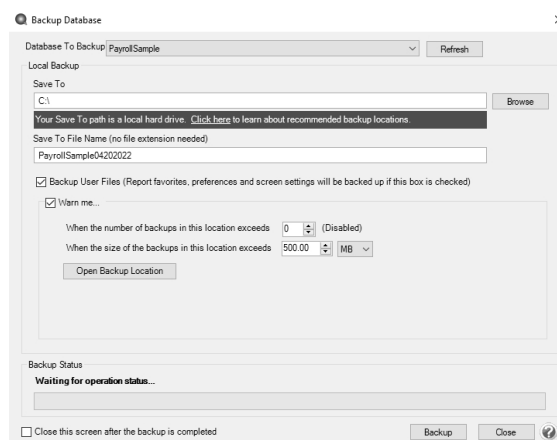 Backup Database
Database To Backup PayrollSample Refresh
Local Backup
Save To
C:\ Browse
Your Save To path is a local hard drive. Click here to learn about recommended backup locations.
Save To File Name (no file extension needed)
PayrollSample04202022
Backup User Files (Report favorites, preferences and screen settings will be backed up if this box is checked)
Warn me...
When the number of backups in this location exceeds 0 (Disabled)
When the size of the backups in this location exceeds 500.00 MB
Open Backup Location
Backup Status
Waiting for operation status...
Close this screen after the backup is completed Backup Close ?